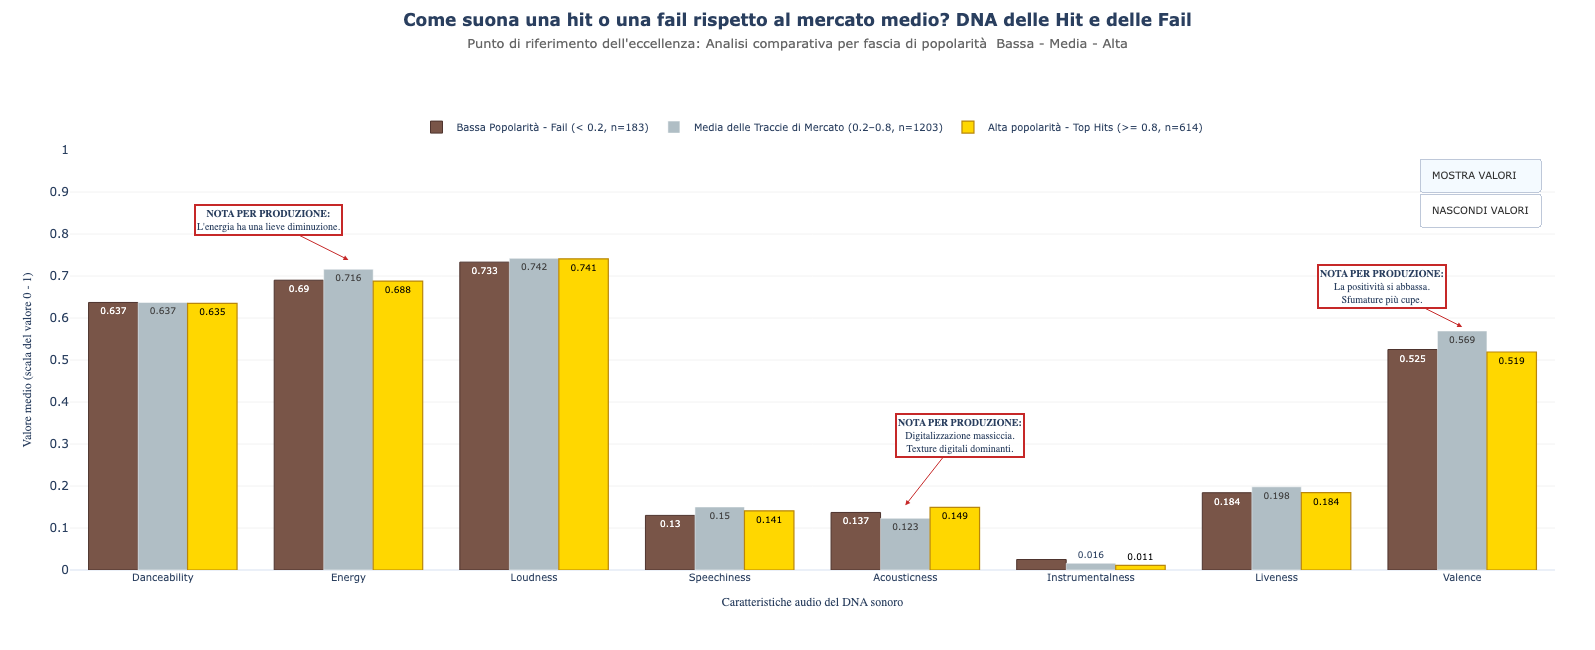 Come suona una hit o una fail rispetto al mercato medio? DNA delle Hit e delle Fail
Punto di riferimento dell'eccellenza: Analisi comparativa per fascia di popolarità  Bassa - Media - Alta
Bassa Popolarità - Fail (< 0.2, n=183)
Media delle Traccie di Mercato (0.2–0.8, n=1203)
Alta popolarità - Top Hits (>= 0.8, n=614)
MOSTRA VALORI
NASCONDI VALORI
Valore medio (scala del valore 0 - 1)
1
0.9
0.8
0.7
0.6
0.5
0.4
0.3
0.2
0.1
0
NOTA PER PRODUZIONE:
L'energia ha una lieve diminuzione.
NOTA PER PRODUZIONE:
Digitalizzazione massiccia.
Texture digitali dominanti.
NOTA PER PRODUZIONE:
La positività si abbassa.
Sfumature più cupe.
0.637
0.637
0.635
0.69
0.716
0.688
0.733
0.742
0.741
0.13
0.15
0.141
0.137
0.123
0.149
0.016
0.011
0.184
0.198
0.184
0.525
0.569
0.519
Danceability
Energy
Loudness
Speechiness
Acousticness
Instrumentalness
Liveness
Valence
Caratteristiche audio del DNA sonoro